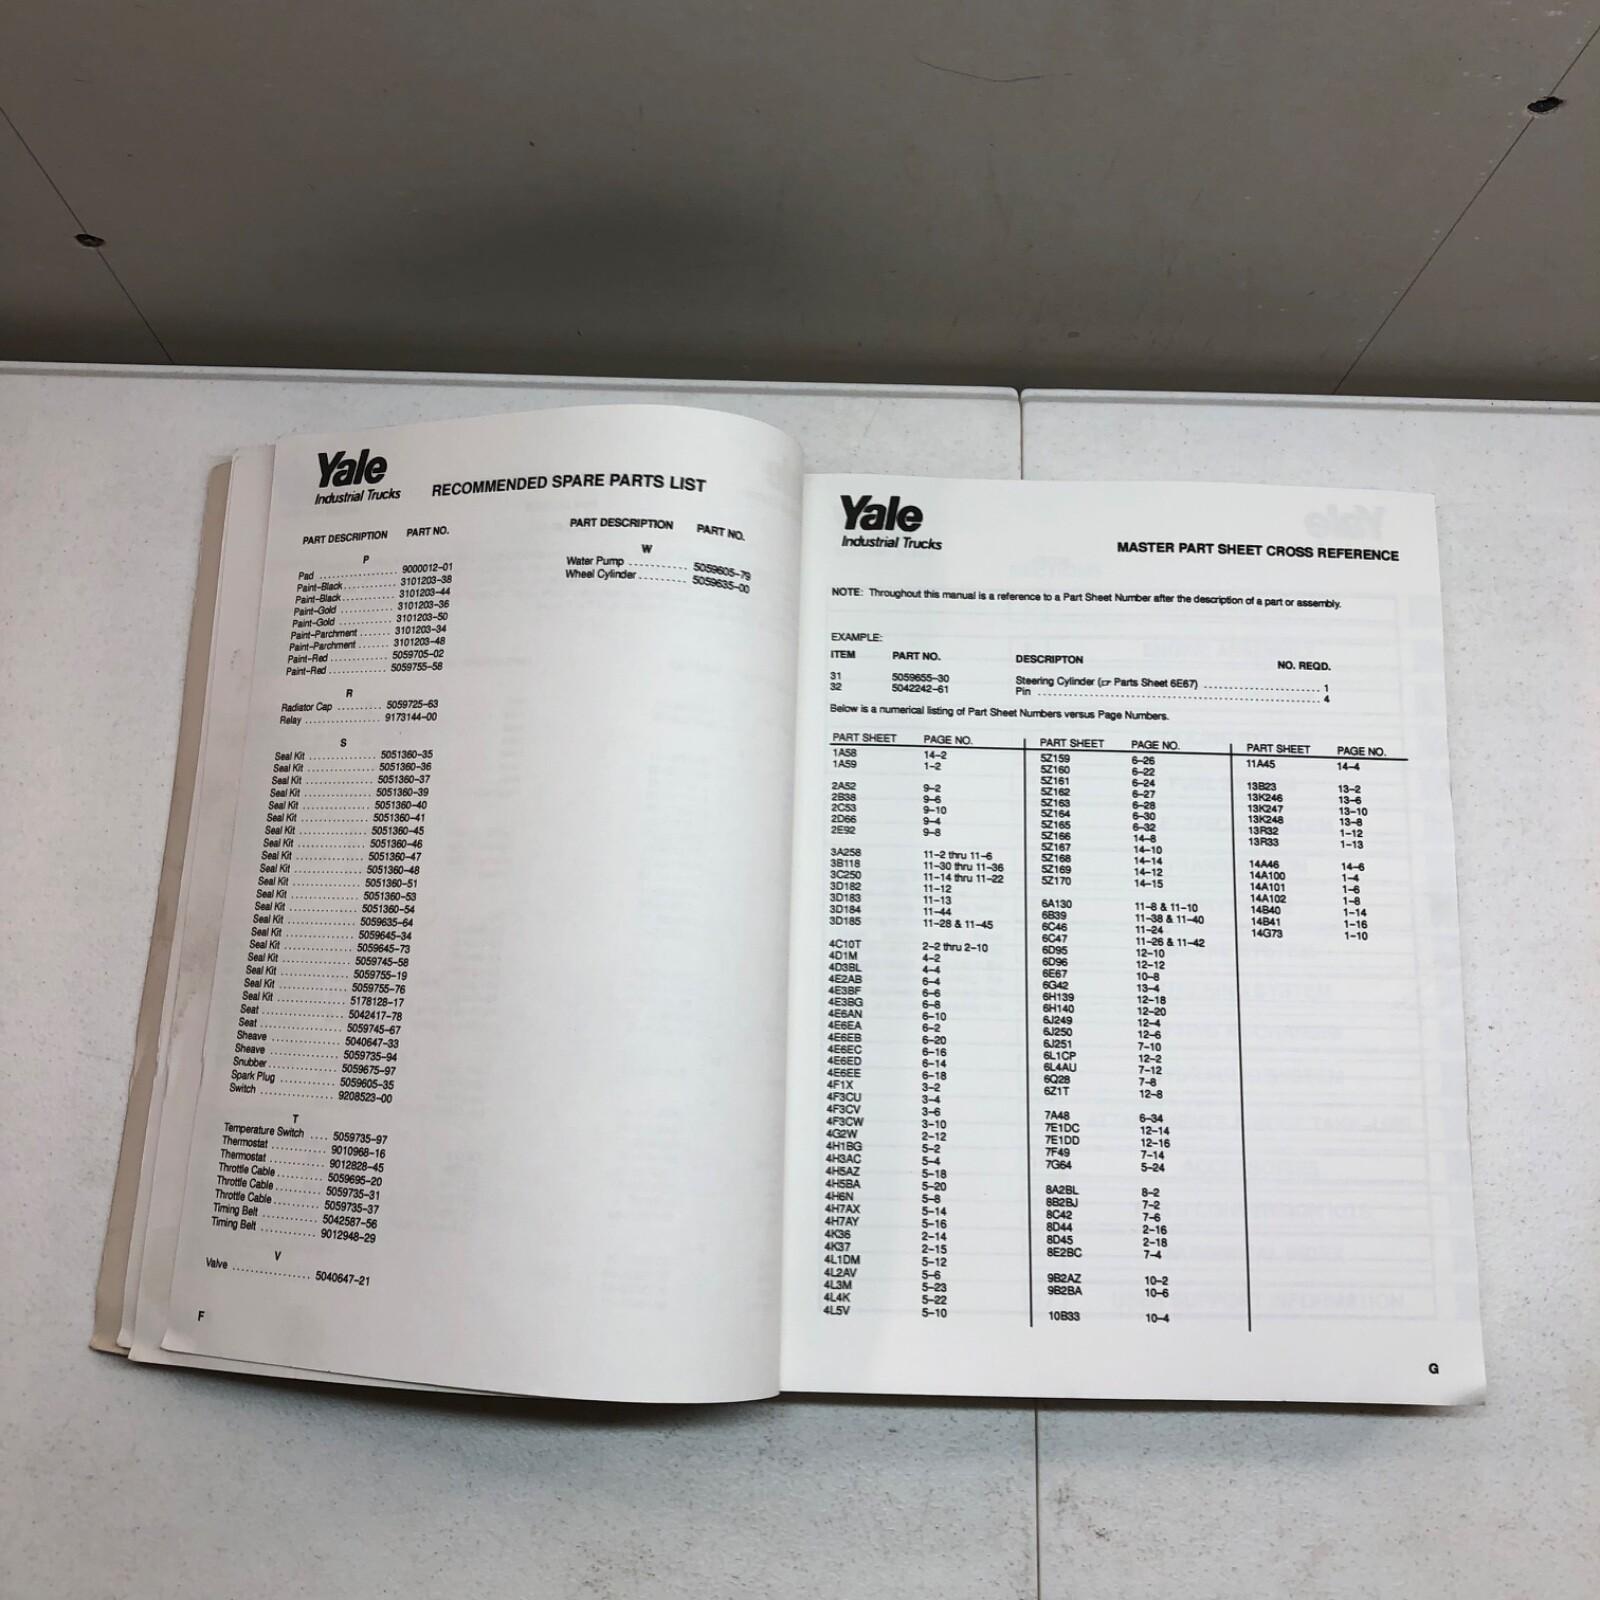 Yale
Industrial Trucks
RECOMMENDED SPARE PARTS LIST
PART DESCRIPTION PART NO.
P
Pad ................. 9000012-01
Paint-Black ............ 3101203-38
Paint-Black ............ 3101203-44
Paint-Gold ............ 3101203-36
Paint-Gold ............ 3101203-50
Paint-Parchment ....... 3101203-34
Paint-Parchment ....... 3101203-48
Paint-Red ............. 5059705-02
Paint-Red ............. 5059755-58
R
Radiator Cap .......... 5059725-63
Relay ................. 9173144-00
S
Seal Kit ............... 5051360-35
Seal Kit ............... 5051360-36
Seal Kit ............... 5051360-37
Seal Kit ............... 5051360-39
Seal Kit ............... 5051360-40
Seal Kit ............... 5051360-41
Seal Kit ............... 5051360-45
Seal Kit ............... 5051360-46
Seal Kit ............... 5051360-47
Seal Kit ............... 5051360-48
Seal Kit ............... 5051360-51
Seal Kit ............... 5051360-53
Seal Kit ............... 5051360-54
Seal Kit ............... 5059635-64
Seal Kit ............... 5059645-34
Seal Kit ............... 5059645-73
Seal Kit ............... 5059745-58
Seal Kit ............... 5059755-19
Seal Kit ............... 5059755-76
Seal Kit ............... 5178128-17
Seat .................. 5042417-78
Seat .................. 5059745-67
Sheave ................ 5040647-33
Sheave ................ 5059735-94
Snubber ............... 5059675-97
Spark Plug ............ 5059605-35
Switch ................ 9208523-00
T
Temperature Switch .... 5059735-97
Thermostat ............ 9010968-16
Thermostat ............ 9012828-45
Throttle Cable .......... 5059695-20
Throttle Cable .......... 5059735-31
Throttle Cable .......... 5059735-37
Timing Belt ............ 5042587-56
Timing Belt ............ 9012948-29
V
Valve ................. 5040647-21
F
PART DESCRIPTION PART NO.
W
Water Pump ........... 5059605-79
Wheel Cylinder ......... 5059635-00
Yale
Industrial Trucks
MASTER PART SHEET CROSS REFERENCE
NOTE: Throughout this manual is a reference to a Part Sheet Number after the description of a part or assembly.
EXAMPLE:
ITEM PART NO. DESCRIPTON NO. REQD.
31 5059655-30 Steering Cylinder (☞ Parts Sheet 6E67) ........................ 1
32 5042242-61 Pin .......................................................... 4
Below is a numerical listing of Part Sheet Numbers versus Page Numbers.
PART SHEET PAGE NO.
1A58 14-2
1A59 1-2
2A52 9-2
2B38 9-6
2C53 9-10
2D66 9-4
2E92 9-8
3A258 11-2 thru 11-6
3B118 11-30 thru 11-36
3C250 11-14 thru 11-22
3D182 11-12
3D183 11-13
3D184 11-44
3D185 11-28 & 11-45
4C10T 2-2 thru 2-10
4D1M 4-2
4D3BL 4-4
4E2AB 6-4
4E3BF 6-6
4E3BG 6-8
4E6AN 6-10
4E6EA 6-2
4E6EB 6-20
4E6EC 6-16
4E6ED 6-14
4E6EE 6-18
4F1X 3-2
4F3CU 3-4
4F3CV 3-6
4F3CW 3-10
4G2W 2-12
4H1BG 5-2
4H3AC 5-4
4H5AZ 5-18
4H5BA 5-20
4H6N 5-8
4H7AX 5-14
4H7AY 5-16
4K36 2-14
4K37 2-15
4L1DM 5-12
4L2AV 5-6
4L3M 5-23
4L4K 5-22
4L5V 5-10
PART SHEET PAGE NO.
5Z159 6-26
5Z160 6-22
5Z161 6-24
5Z162 6-27
5Z163 6-28
5Z164 6-30
5Z165 6-32
5Z166 14-8
5Z167 14-10
5Z168 14-14
5Z169 14-12
5Z170 14-15
6A130 11-8 & 11-10
6B39 11-38 & 11-40
6C46 11-24
6C47 11-26 & 11-42
6D95 12-10
6D96 12-12
6E67 10-8
6G42 13-4
6H139 12-18
6H140 12-20
6J249 12-4
6J250 12-6
6J251 7-10
6L1CP 12-2
6L4AU 7-12
6Q28 7-8
6Z1T 12-8
7A48 6-34
7E1DC 12-14
7E1DD 12-16
7F49 7-14
7G64 5-24
8A2BL 8-2
8B2BJ 7-2
8C42 7-6
8D44 2-16
8D45 2-18
8E2BC 7-4
9B2AZ 10-2
9B2BA 10-6
10B33 10-4
PART SHEET PAGE NO.
11A45 14-4
13B23 13-2
13K246 13-6
13K247 13-10
13K248 13-8
13R32 1-12
13R33 1-13
14A46 14-6
14A100 1-4
14A101 1-6
14A102 1-8
14B40 1-14
14B41 1-16
14G73 1-10
G